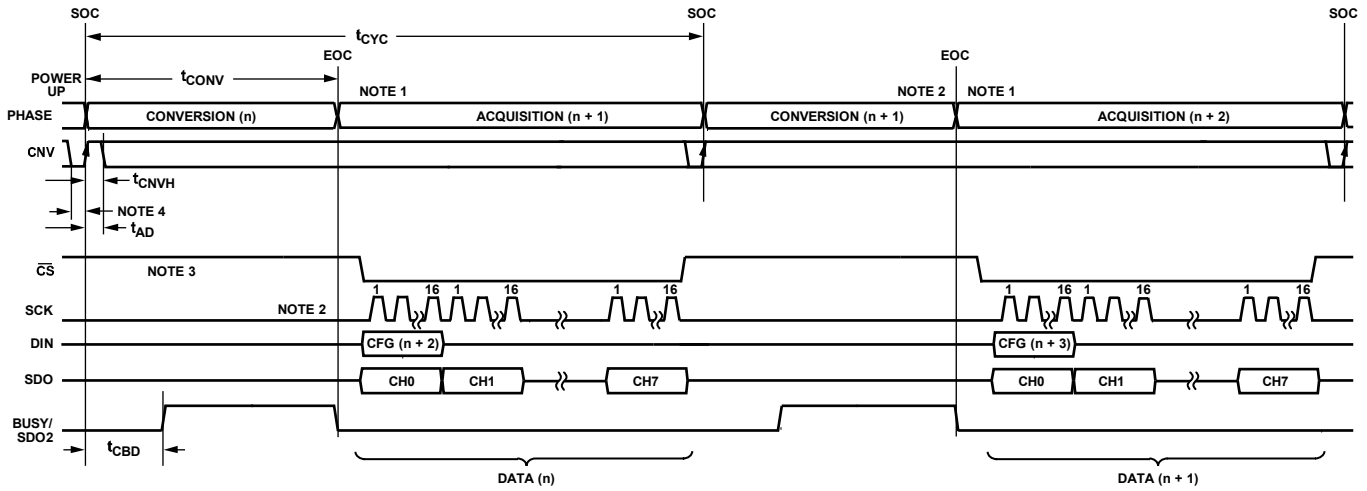 SOC
SOC
SOC
tCYC
EOC
EOC
POWER UP
tCONV
NOTE 1
NOTE 2
NOTE 1
PHASE
CONVERSION (n)
ACQUISITION (n + 1)
CONVERSION (n + 1)
ACQUISITION (n + 2)
CNV
tCNVH
NOTE 4
tAD
CS
NOTE 3
1
16
1
16
1
16
1
16
1
16
1
16
SCK
NOTE 2
DIN
CFG (n + 2)
CFG (n + 3)
SDO
CH0
CH1
CH7
CH0
CH1
CH7
BUSY/
SDO2
tCBD
DATA (n)
DATA (n + 1)